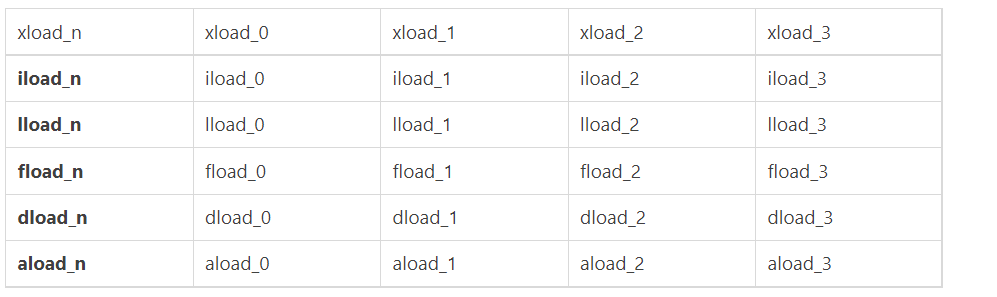 xload_n xload_0 xload_1 xload_2 xload_3
iload_n iload_0 iload_1 iload_2 iload_3
lload_n lload_0 lload_1 lload_2 lload_3
fload_n fload_0 fload_1 fload_2 fload_3
dload_n dload_0 dload_1 dload_2 dload_3
aload_n aload_0 aload_1 aload_2 aload_3